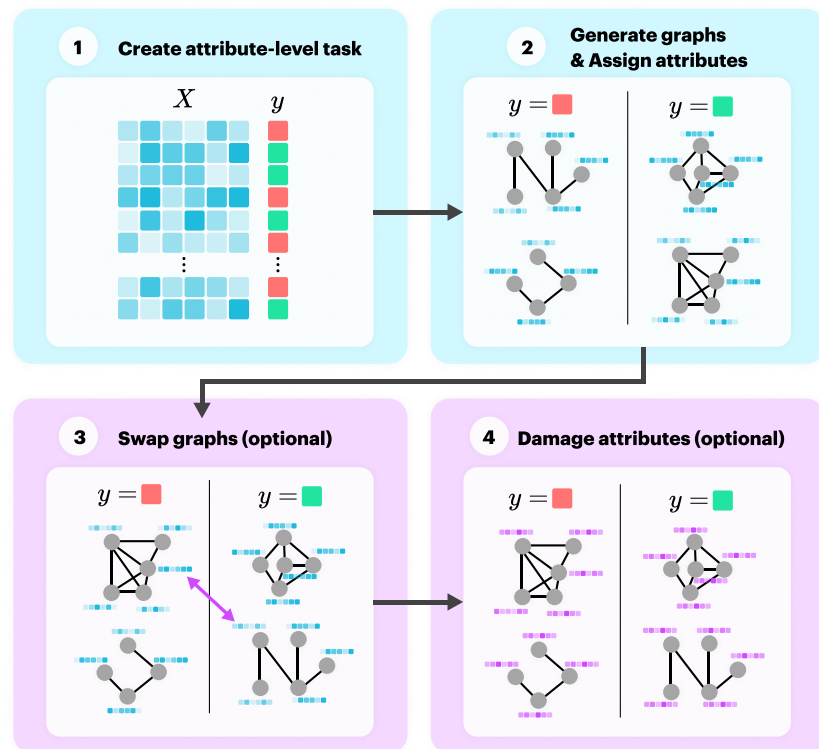 1 Create attribute-level task
X y
2 Generate graphs
& Assign attributes
y = y =
3 Swap graphs (optional)
y = y =
4 Damage attributes (optional)
y = y =